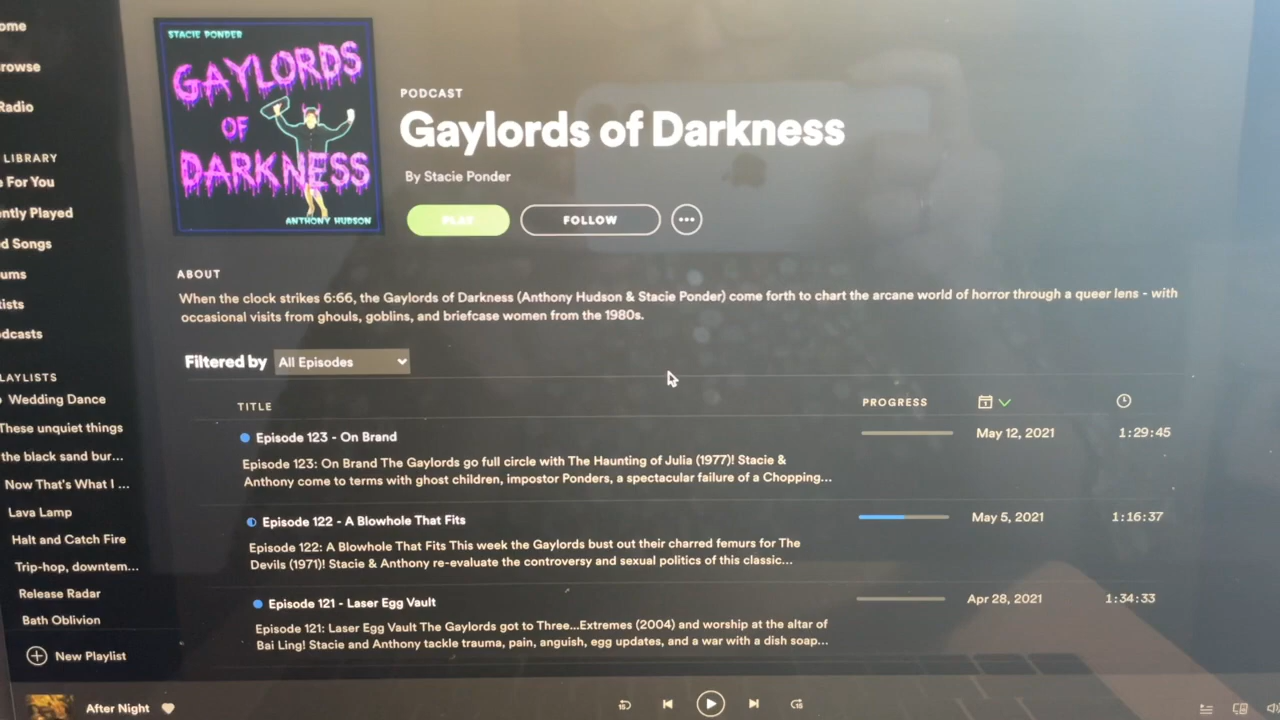 ome
rowse
Radio
LIBRARY
e For You
ently Played
d Songs
ums
ists
dcasts
LAYLISTS
Wedding Dance
These unquiet things
the black sand bur...
Now That's What I ...
Lava Lamp
Halt and Catch Fire
Trip-hop, downtem...
Release Radar
Bath Oblivion
New Playlist
STACIE PONDER
GAYLORDS
OF
DARKNESS
ANTHONY HUDSON
PODCAST
Gaylords of Darkness
By Stacie Ponder
PLAY
FOLLOW
ABOUT
When the clock strikes 6:66, the Gaylords of Darkness (Anthony Hudson & Stacie Ponder) come forth to chart the arcane world of horror through a queer lens - with
occasional visits from ghouls, goblins, and briefcase women from the 1980s.
Filtered by All Episodes
TITLE PROGRESS
Episode 123 - On Brand May 12, 2021 1:29:45
Episode 123: On Brand The Gaylords go full circle with The Haunting of Julia (1977)! Stacie &
Anthony come to terms with ghost children, impostor Ponders, a spectacular failure of a Chopping...
Episode 122 - A Blowhole That Fits May 5, 2021 1:16:37
Episode 122: A Blowhole That Fits This week the Gaylords bust out their charred femurs for The
Devils (1971)! Stacie & Anthony re-evaluate the controversy and sexual politics of this classic...
Episode 121 - Laser Egg Vault Apr 28, 2021 1:34:33
Episode 121: Laser Egg Vault The Gaylords got to Three...Extremes (2004) and worship at the altar of
Bai Ling! Stacie and Anthony tackle trauma, pain, anguish, egg updates, and a war with a dish soap...
After Night
15
15